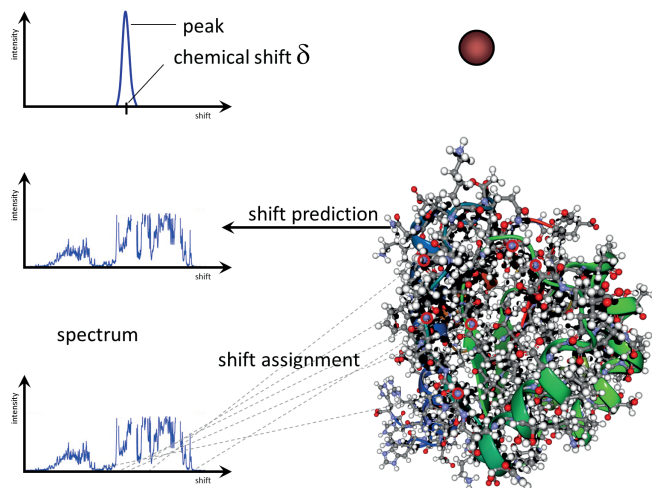 intensity
peak
chemical shift δ
shift
intensity
shift prediction
shift
spectrum
shift assignment
intensity
shift